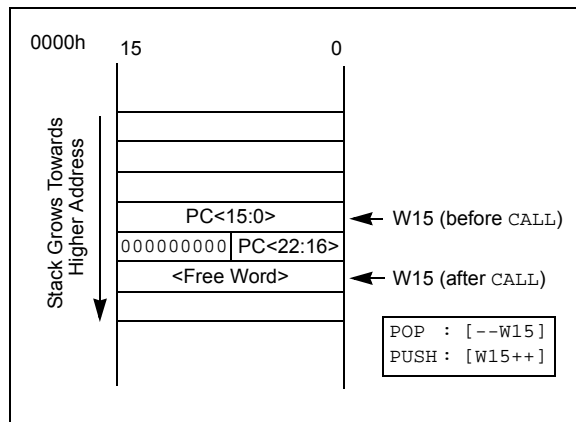 0000h
15 0
Stack Grows Towards
Higher Address
PC<15:0>
W15 (before CALL)
000000000 PC<22:16>
<Free Word>
W15 (after CALL)
POP : [--W15]
PUSH : [W15++]